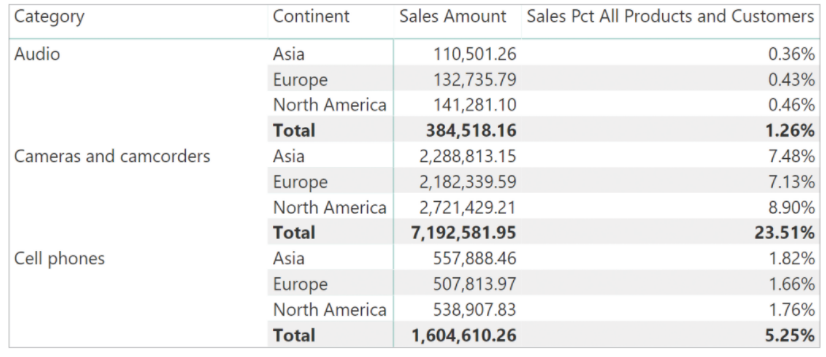 Category Continent Sales Amount Sales Pct All Products and Customers
Audio Asia 110,501.26 0.36%
Europe 132,735.79 0.43%
North America 141,281.10 0.46%
Total 384,518.16 1.26%
Cameras and camcorders Asia 2,288,813.15 7.48%
Europe 2,182,339.59 7.13%
North America 2,721,429.21 8.90%
Total 7,192,581.95 23.51%
Cell phones Asia 557,888.46 1.82%
Europe 507,813.97 1.66%
North America 538,907.83 1.76%
Total 1,604,610.26 5.25%